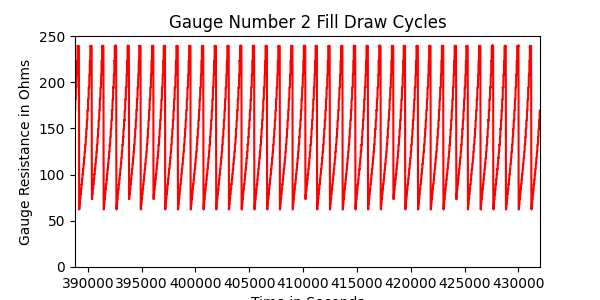 Gauge Number 2 Fill Draw Cycles
Gauge Resistance in Ohms
250
200
150
100
50
0
390000 395000 400000 405000 410000 415000 420000 425000 430000
Time in Seconds